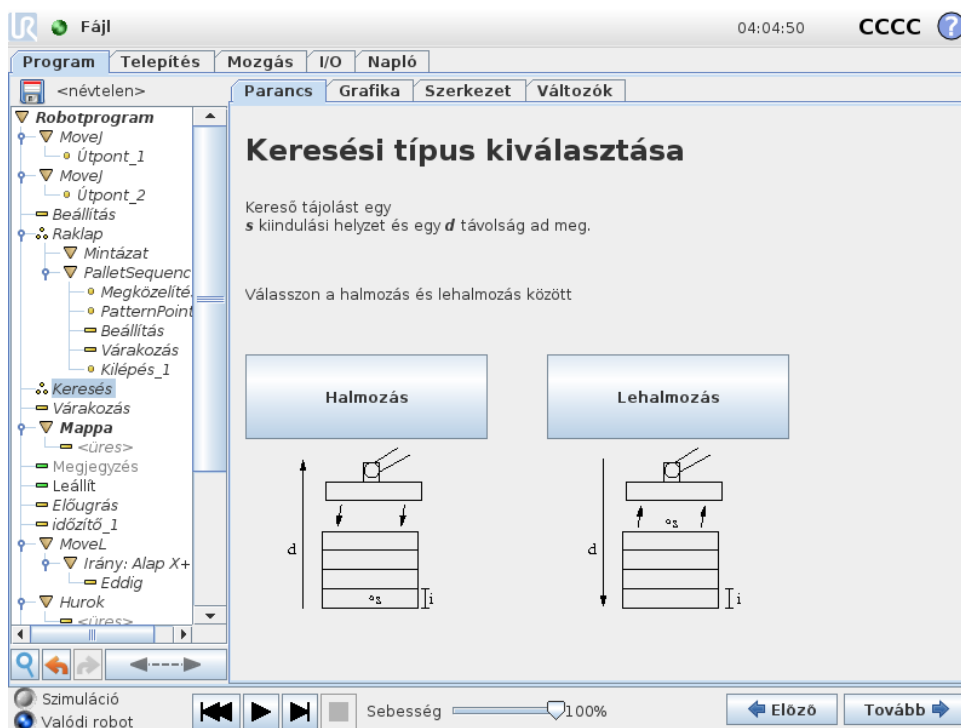 UR
Fájl
04:04:50
CCCC
?
Program
Telepítés
Mozgás
I/O
Napló
<névtelen>
Parancs
Grafika
Szerkezet
Változók
Robotprogram
MoveJ
Útpont_1
MoveJ
Útpont_2
Beállítás
Raklap
Mintázat
PalletSequenc
Megközelítés
PatternPoint
Beállítás
Várakozás
Kilépés_1
Keresés
Várakozás
Mappa
<üres>
Megjegyzés
Leállít
Előugrás
időzítő_1
MoveL
Irány: Alap X+
Eddig
Hurok
<üres>
Keresési típus kiválasztása
Kereső tájolást egy
s kiindulási helyzet és egy d távolság ad meg.
Válasszon a halmozás és lehalmozás között
Halmozás
Lehalmozás
d
s
i
d
s
i
Szimuláció
Valódi robot
Sebesség
100%
Előző
Tovább